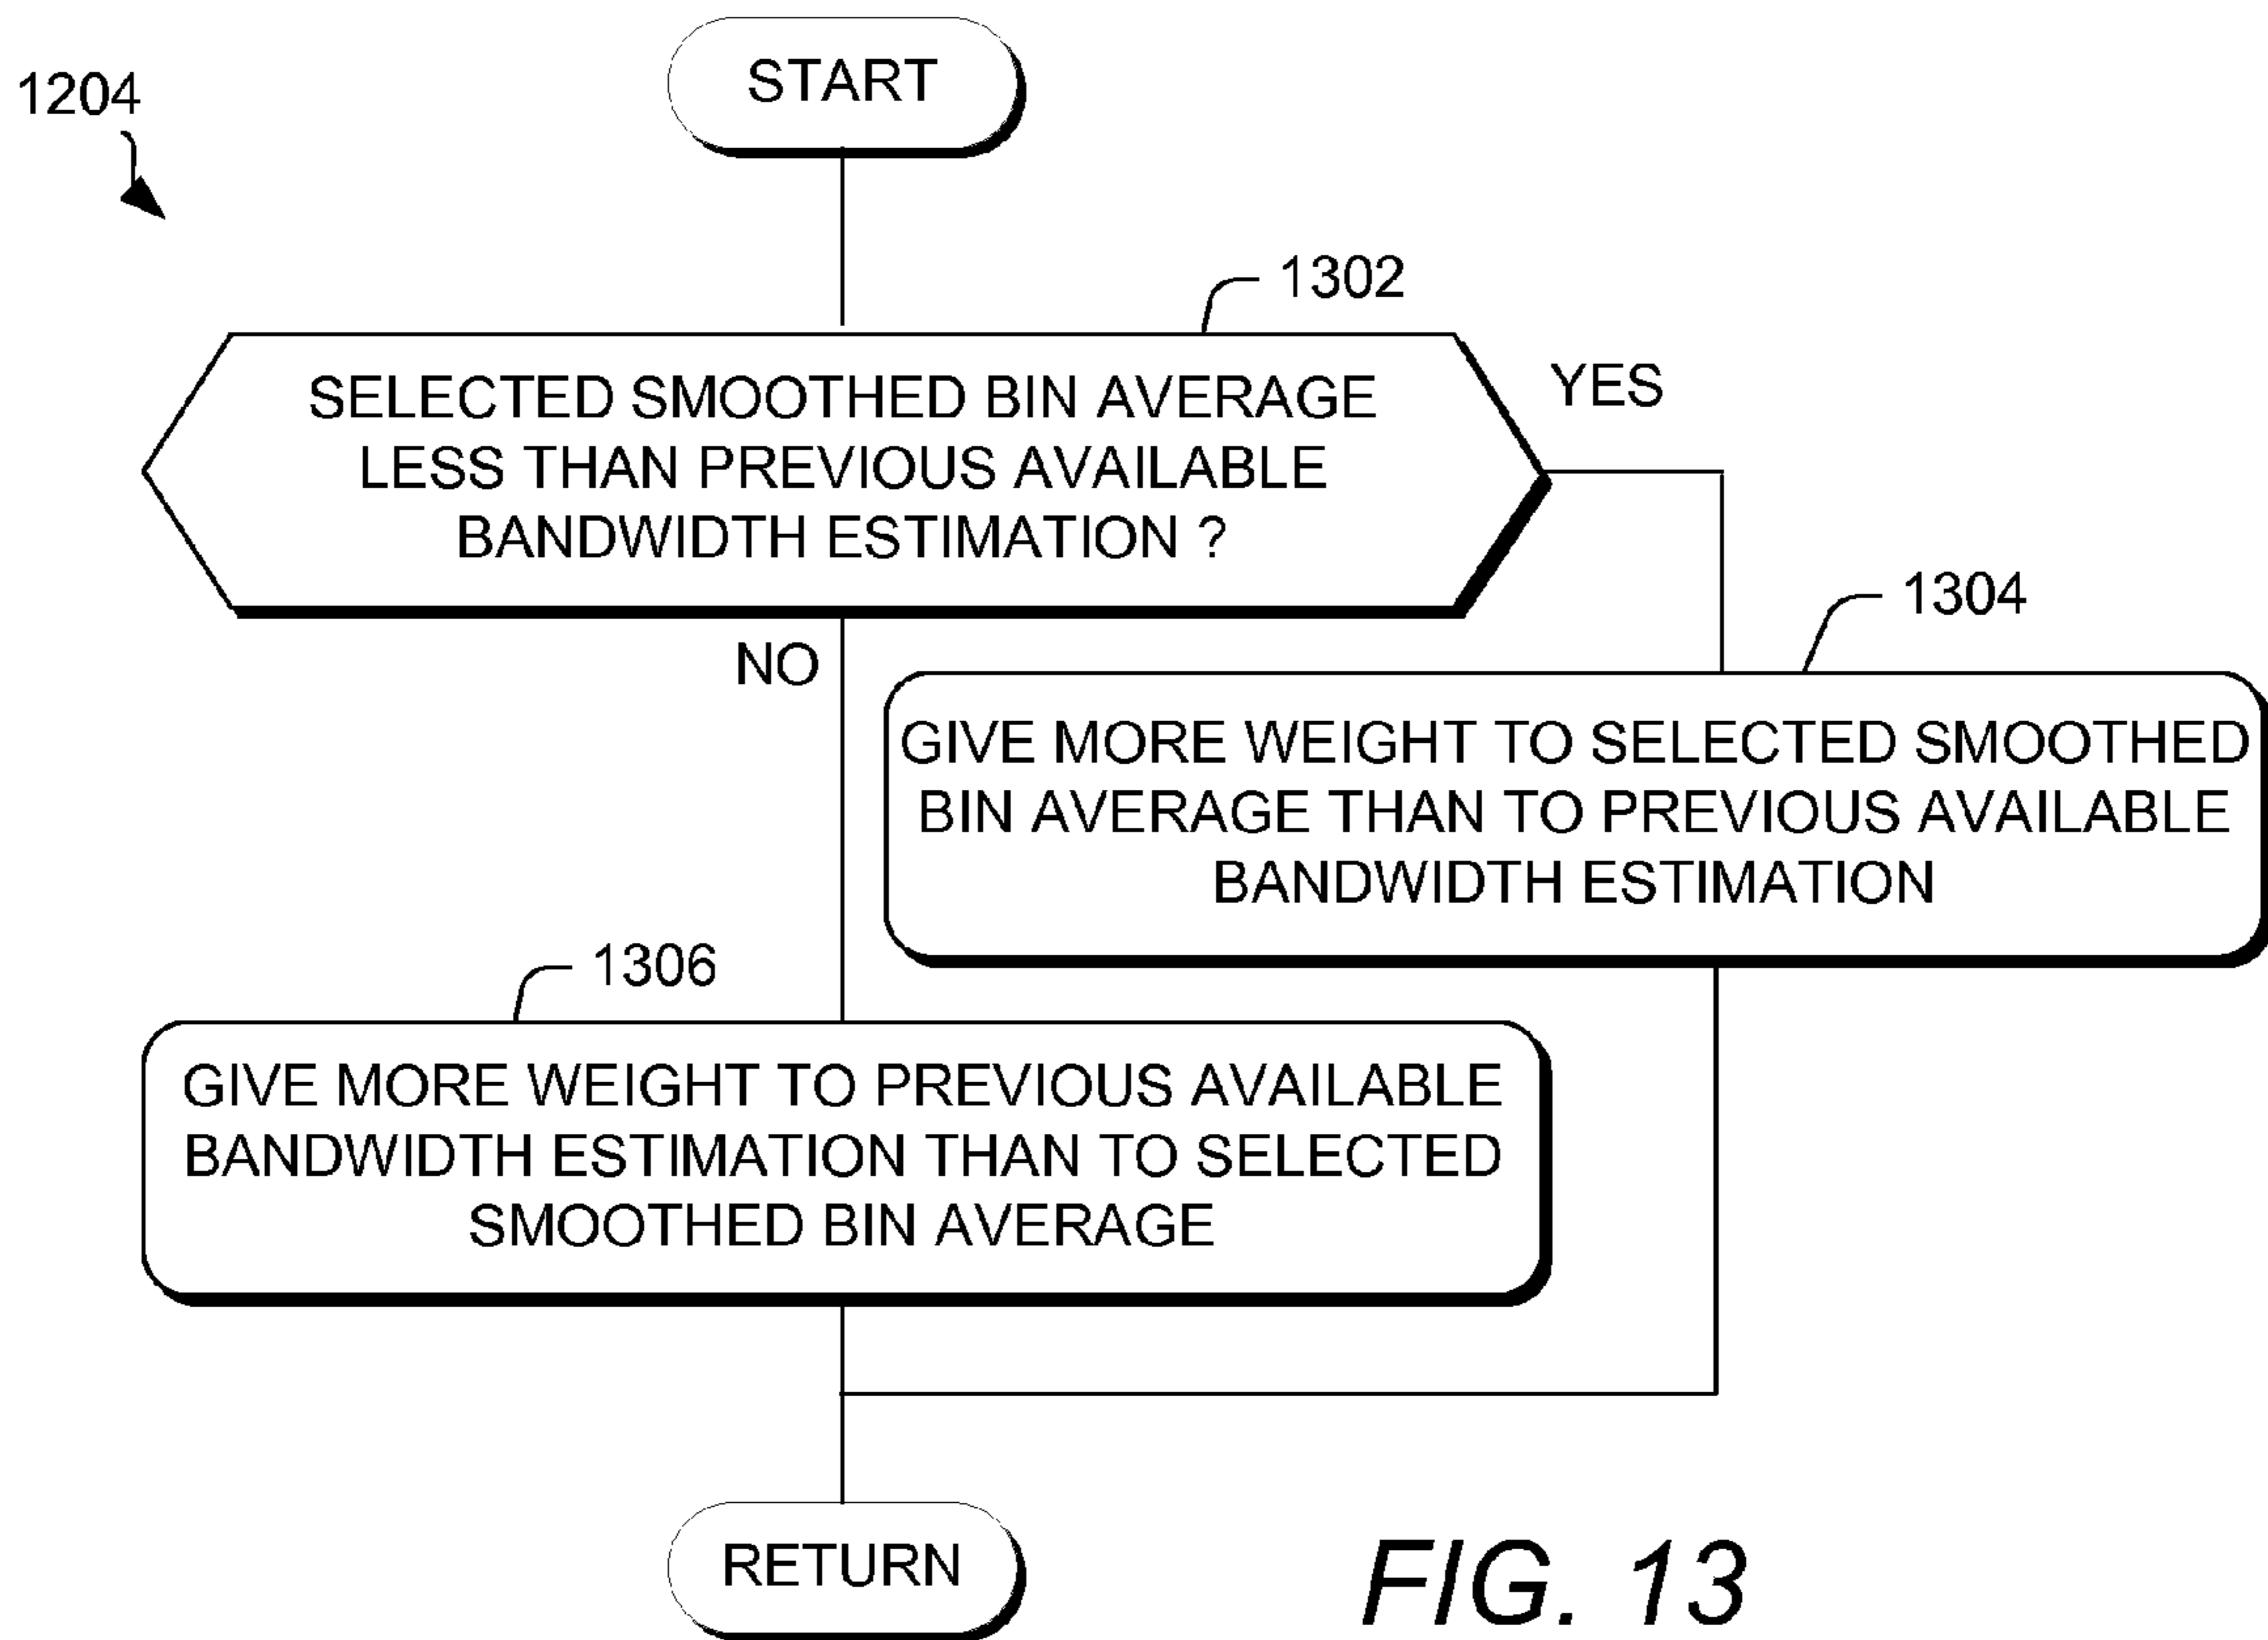 START
1204
1302
SELECTED SMOOTHED BIN AVERAGE
LESS THAN PREVIOUS AVAILABLE
BANDWIDTH ESTIMATION ?
YES
1304
NO
GIVE MORE WEIGHT TO SELECTED SMOOTHED
BIN AVERAGE THAN TO PREVIOUS AVAILABLE
BANDWIDTH ESTIMATION
1306
GIVE MORE WEIGHT TO PREVIOUS AVAILABLE
BANDWIDTH ESTIMATION THAN TO SELECTED
SMOOTHED BIN AVERAGE
RETURN
FIG. 13